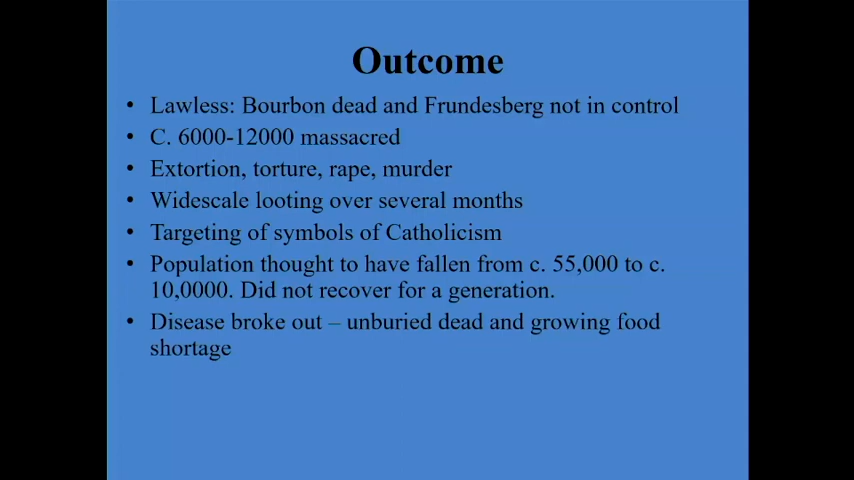 Outcome
• Lawless: Bourbon dead and Frundesberg not in control
• C. 6000-12000 massacred
• Extortion, torture, rape, murder
• Widescale looting over several months
• Targeting of symbols of Catholicism
• Population thought to have fallen from c. 55,000 to c.
10,0000. Did not recover for a generation.
• Disease broke out – unburied dead and growing food
shortage